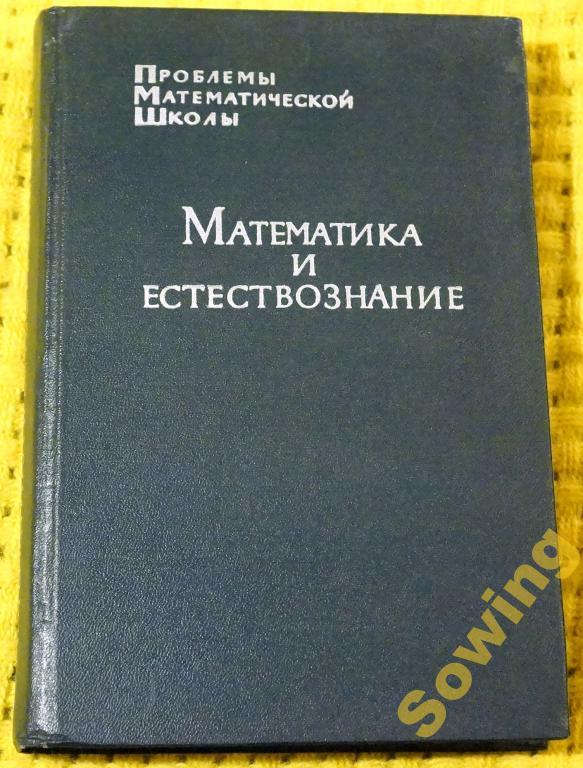 Проблемы
Математической
Школы
Математика
и
естествознание
Sowing